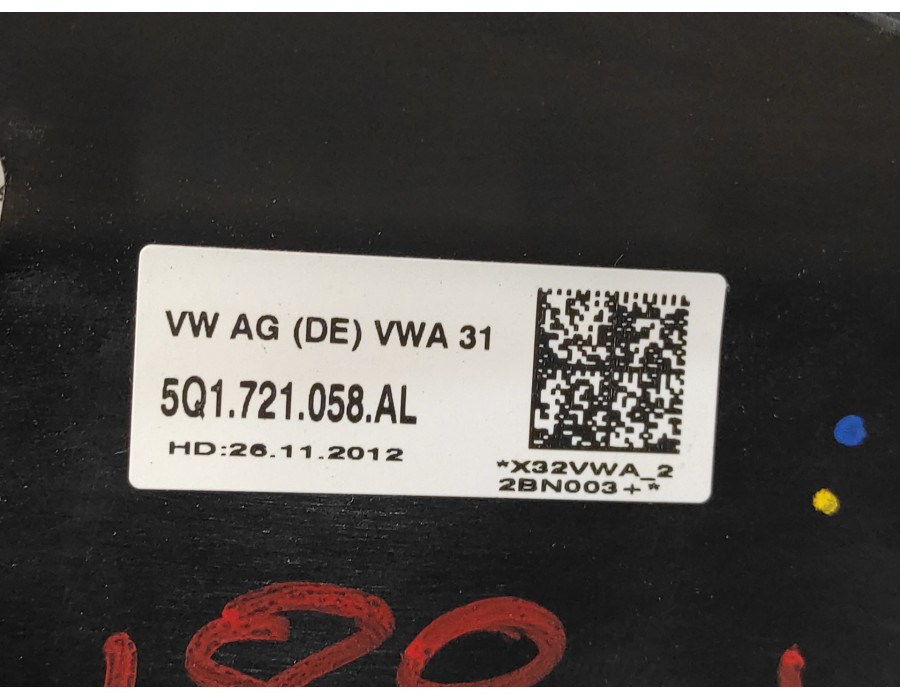 VW AG (DE) VWA 31
5Q1.721.058.AL
HD:26.11.2012
*X32VWA_2
2BN003+*